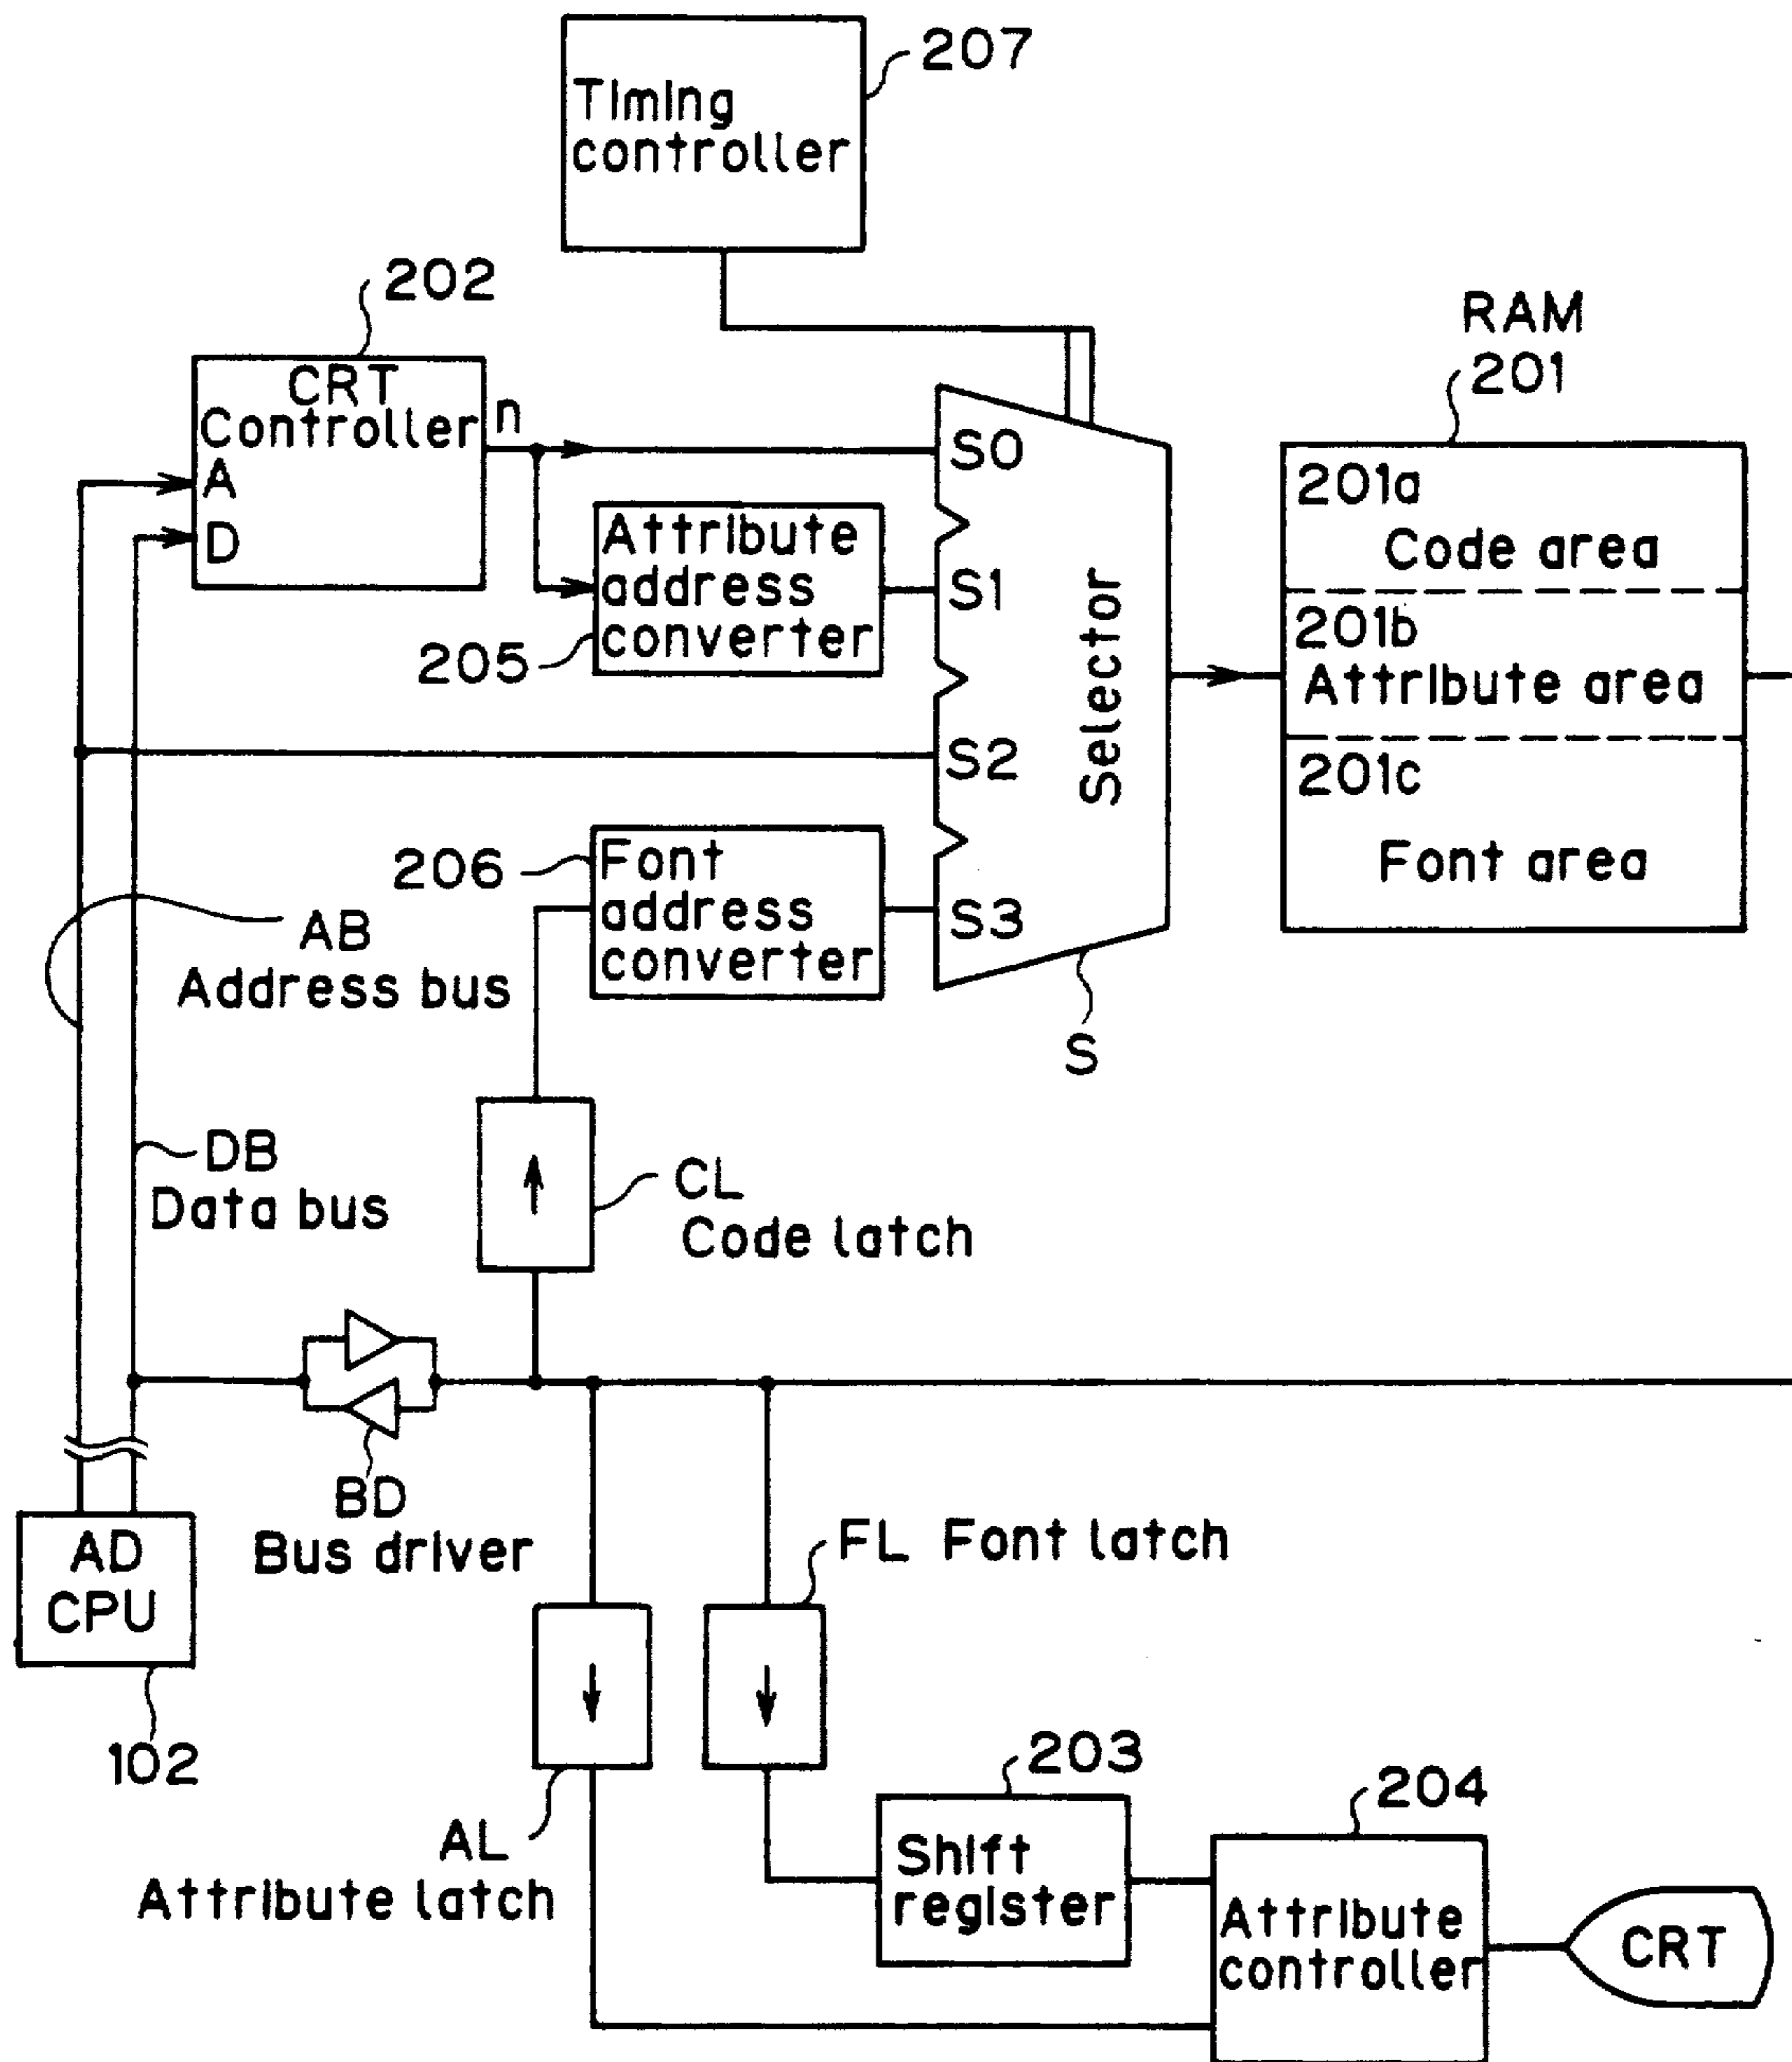 207
Timing
controller
202
RAM
201
CRT
Controller
n
A
D
S0
201a
Code area
Attribute
address
converter
S1
205
Selector
201b
Attribute area
S2
201c
Font area
206
Font
address
converter
S3
AB
Address bus
S
DB
Data bus
CL
Code latch
BD
Bus driver
AD
CPU
FL Font latch
102
203
204
AL
Attribute latch
Shift
register
Attribute
controller
CRT